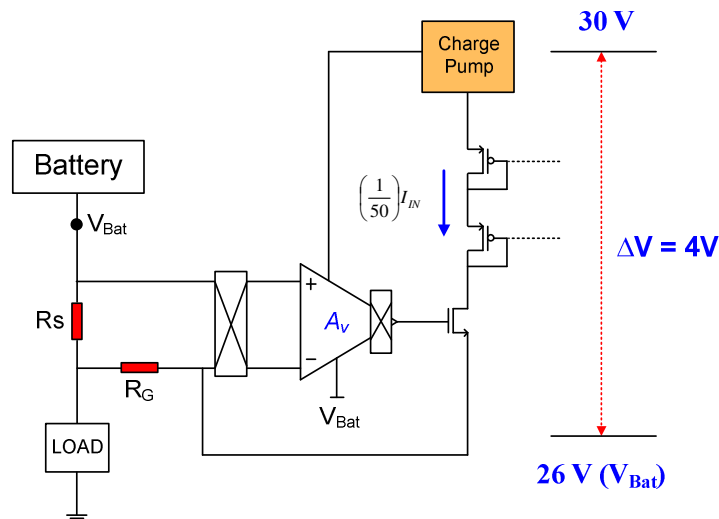 30 V
Charge
Pump
Battery
V_Bat
(1/50) I_IN
ΔV = 4V
Rs
+
A_v
−
R_G
V_Bat
LOAD
26 V (V_Bat)